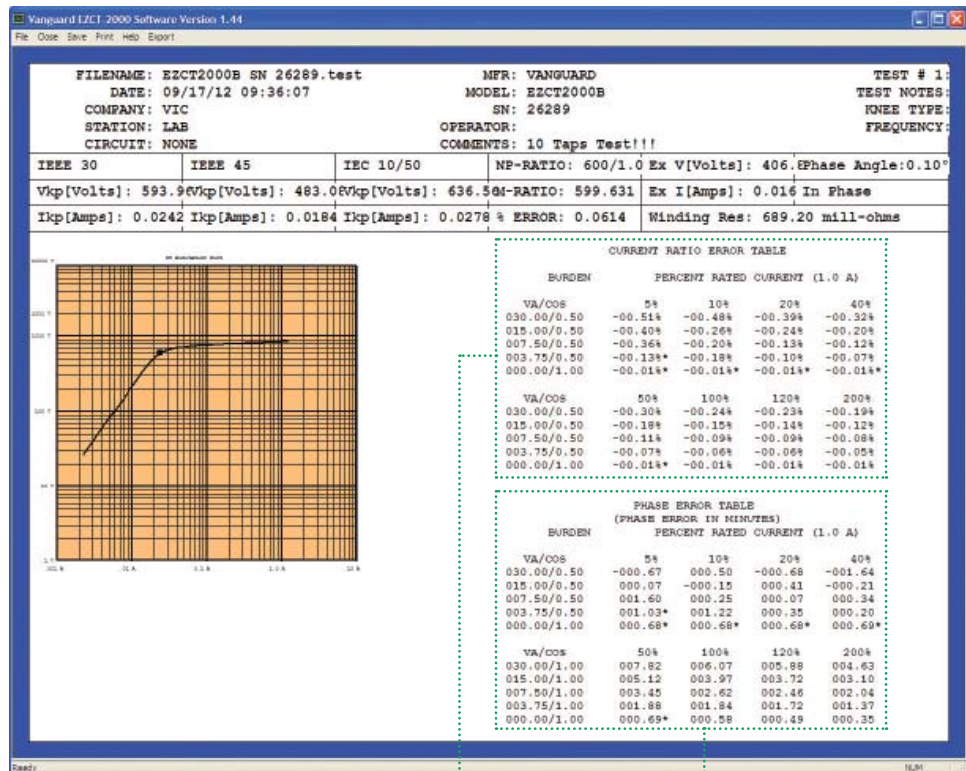 Vanguard EZCT-2000 Software Version 1.44
File Close Save Print Help Export
FILENAME: EZCT2000B SN 26289.test MFR: VANGUARD TEST # 1:
DATE: 09/17/12 09:36:07 MODEL: EZCT2000B TEST NOTES:
COMPANY: VIC SN: 26289 KNEE TYPE:
STATION: LAB OPERATOR: FREQUENCY:
CIRCUIT: NONE COMMENTS: 10 Taps Test!!!
IEEE 30 IEEE 45 IEC 10/50 NP-RATIO: 600/1.0 Ex V[Volts]: 406. Phase Angle:0.10°
Vkp[Volts]: 593.9 Vkp[Volts]: 483.0 Vkp[Volts]: 636.5 M-RATIO: 599.631 Ex I[Amps]: 0.016 In Phase
Ikp[Amps]: 0.0242 Ikp[Amps]: 0.0184 Ikp[Amps]: 0.0278 % ERROR: 0.0614 Winding Res: 689.20 mill-ohms
CURRENT RATIO ERROR TABLE
BURDEN PERCENT RATED CURRENT (1.0 A)
VA/COS 5% 10% 20% 40%
030.00/0.50 -00.51% -00.48% -00.39% -00.32%
015.00/0.50 -00.40% -00.26% -00.24% -00.20%
007.50/0.50 -00.36% -00.20% -00.13% -00.12%
003.75/0.50 -00.13%* -00.18% -00.10% -00.07%
000.00/1.00 -00.01%* -00.01%* -00.01%* -00.01%*
VA/COS 50% 100% 120% 200%
030.00/0.50 -00.30% -00.24% -00.23% -00.19%
015.00/0.50 -00.18% -00.15% -00.14% -00.12%
007.50/0.50 -00.11% -00.09% -00.09% -00.08%
003.75/0.50 -00.07% -00.06% -00.06% -00.05%
000.00/1.00 -00.01%* -00.01% -00.01% -00.01%
PHASE ERROR TABLE
(PHASE ERROR IN MINUTES)
BURDEN PERCENT RATED CURRENT (1.0 A)
VA/COS 5% 10% 20% 40%
030.00/0.50 -000.67 000.50 -000.68 -001.64
015.00/0.50 000.07 -000.15 000.41 -000.21
007.50/0.50 001.60 000.25 000.07 000.34
003.75/0.50 001.03* 001.22 000.35 000.20
000.00/1.00 000.68* 000.68* 000.68* 000.69*
VA/COS 50% 100% 120% 200%
030.00/1.00 007.82 006.07 005.88 004.63
015.00/1.00 005.12 003.97 003.72 003.10
007.50/1.00 003.45 002.62 002.46 002.04
003.75/1.00 001.88 001.84 001.72 001.37
000.00/1.00 000.69* 000.58 000.49 000.35
Ready NUM